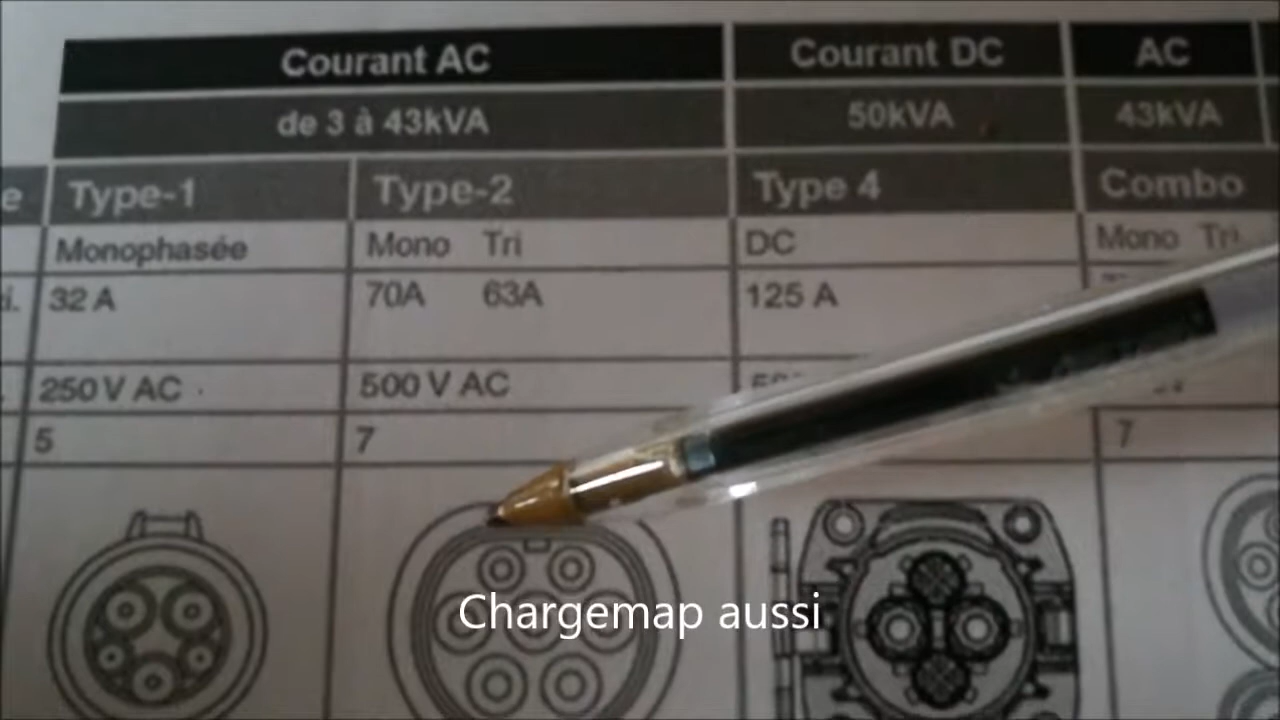 Courant AC Courant DC AC
de 3 à 43kVA 50kVA 43kVA
e Type-1 Type-2 Type 4 Combo
Monophasée Mono Tri DC Mono Tri
32 A 70A 63A 125 A
250 V AC 500 V AC
5 7 7
Chargemap aussi